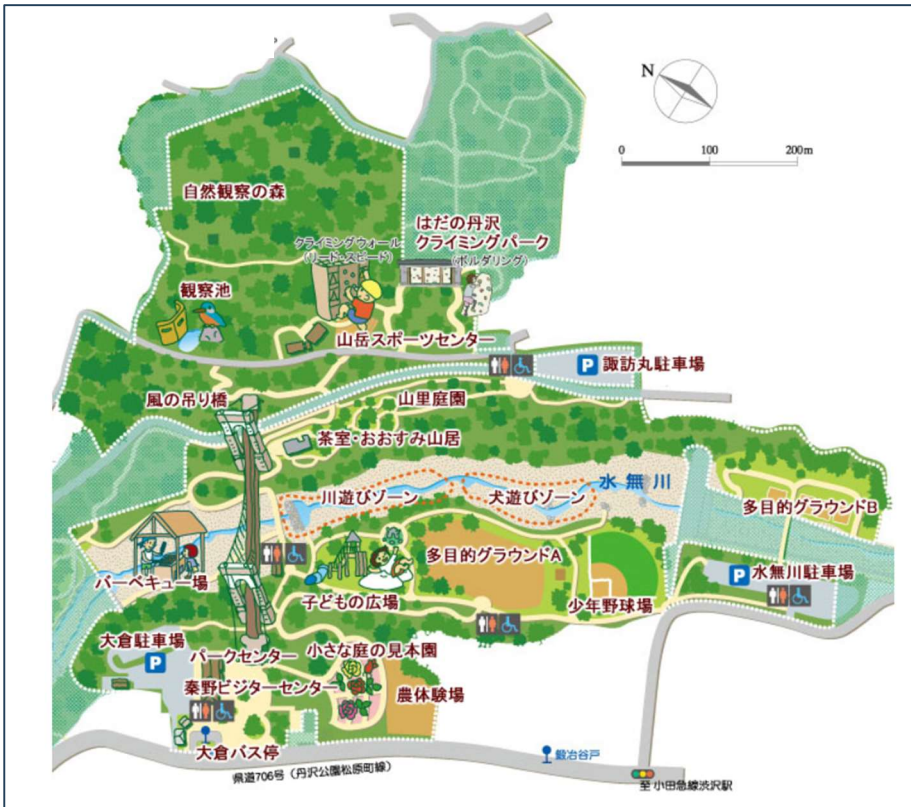 N
0 100 200m
自然観察の森
はだの丹沢
クライミングパーク
(ボルダリング)
クライミングウォール
(リード・スピード)
観察池
山岳スポーツセンター
P 諏訪丸駐車場
風の吊り橋
山里庭園
茶室・おおすみ山居
水無川
川遊びゾーン
犬遊びゾーン
多目的グラウンドB
多目的グラウンドA
バーベキュー場
P 水無川駐車場
子どもの広場
少年野球場
大倉駐車場
P
パークセンター
小さな庭の見本園
秦野ビジターセンター
農体験場
大倉バス停
鍛冶谷戸
県道706号(丹沢公園松原町線)
至 小田急線渋沢駅